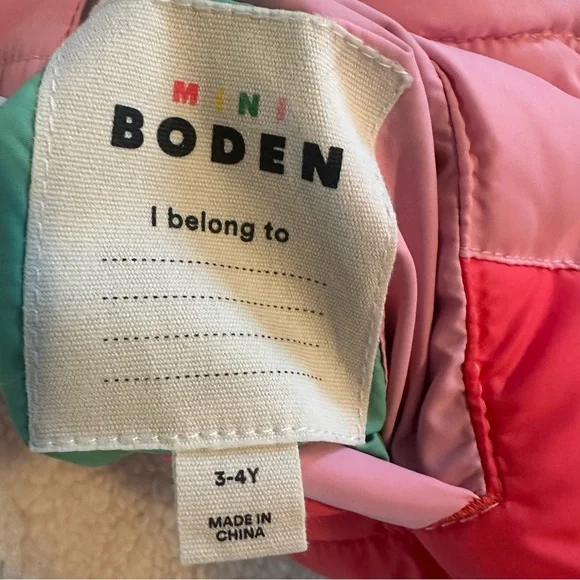 MINI
BODEN
I belong to
3-4Y
MADE IN
CHINA